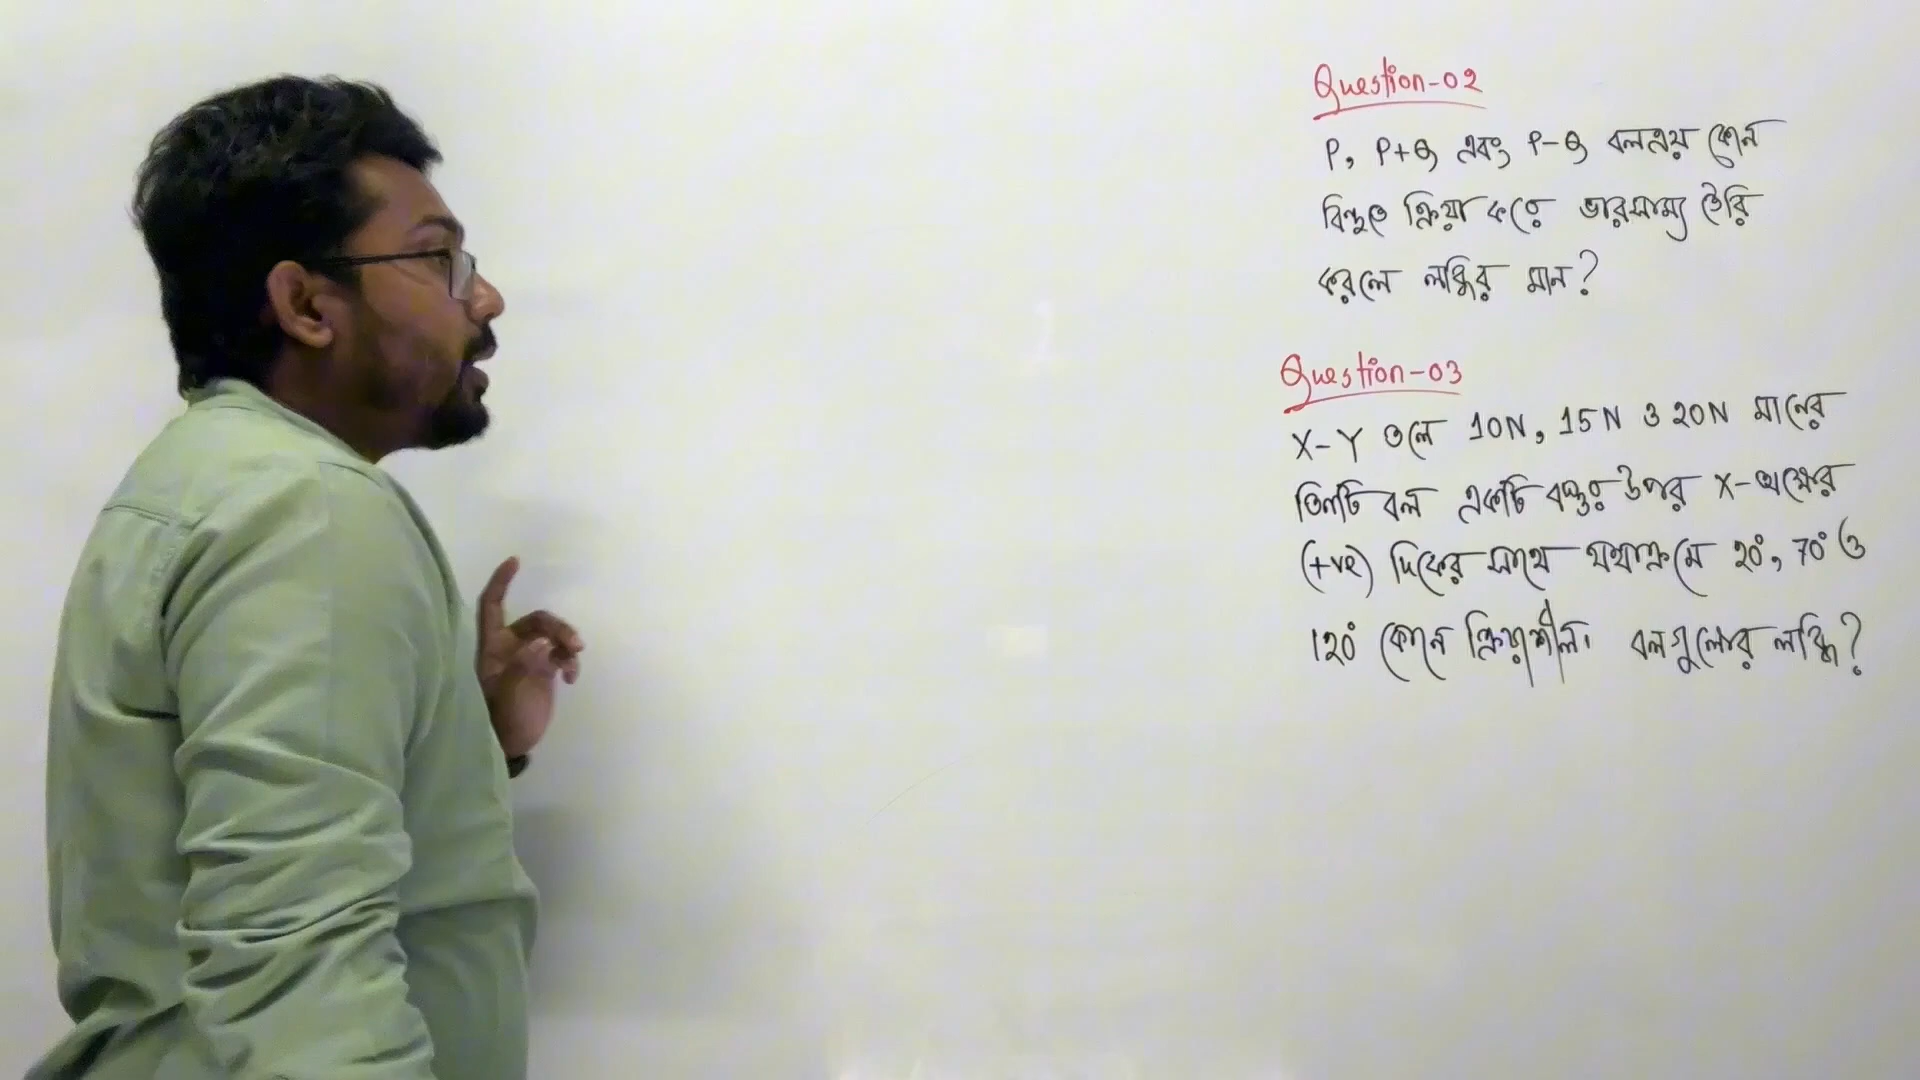 Question-02
P, P+Q এবং P-Q বলত্রয় কোন
বিন্দুতে ক্রিয়া করে ভারসাম্য তৈরি
করলে লব্ধির মান?
Question-03
X-Y তলে 10N, 15N ও 20N মানের
তিনটি বল একটি বস্তুর উপর X-অক্ষের
(+ve) দিকের সাথে যথাক্রমে 20°, 70° ও
120° কোনে ক্রিয়াশীল। বলগুলোর লব্ধি?